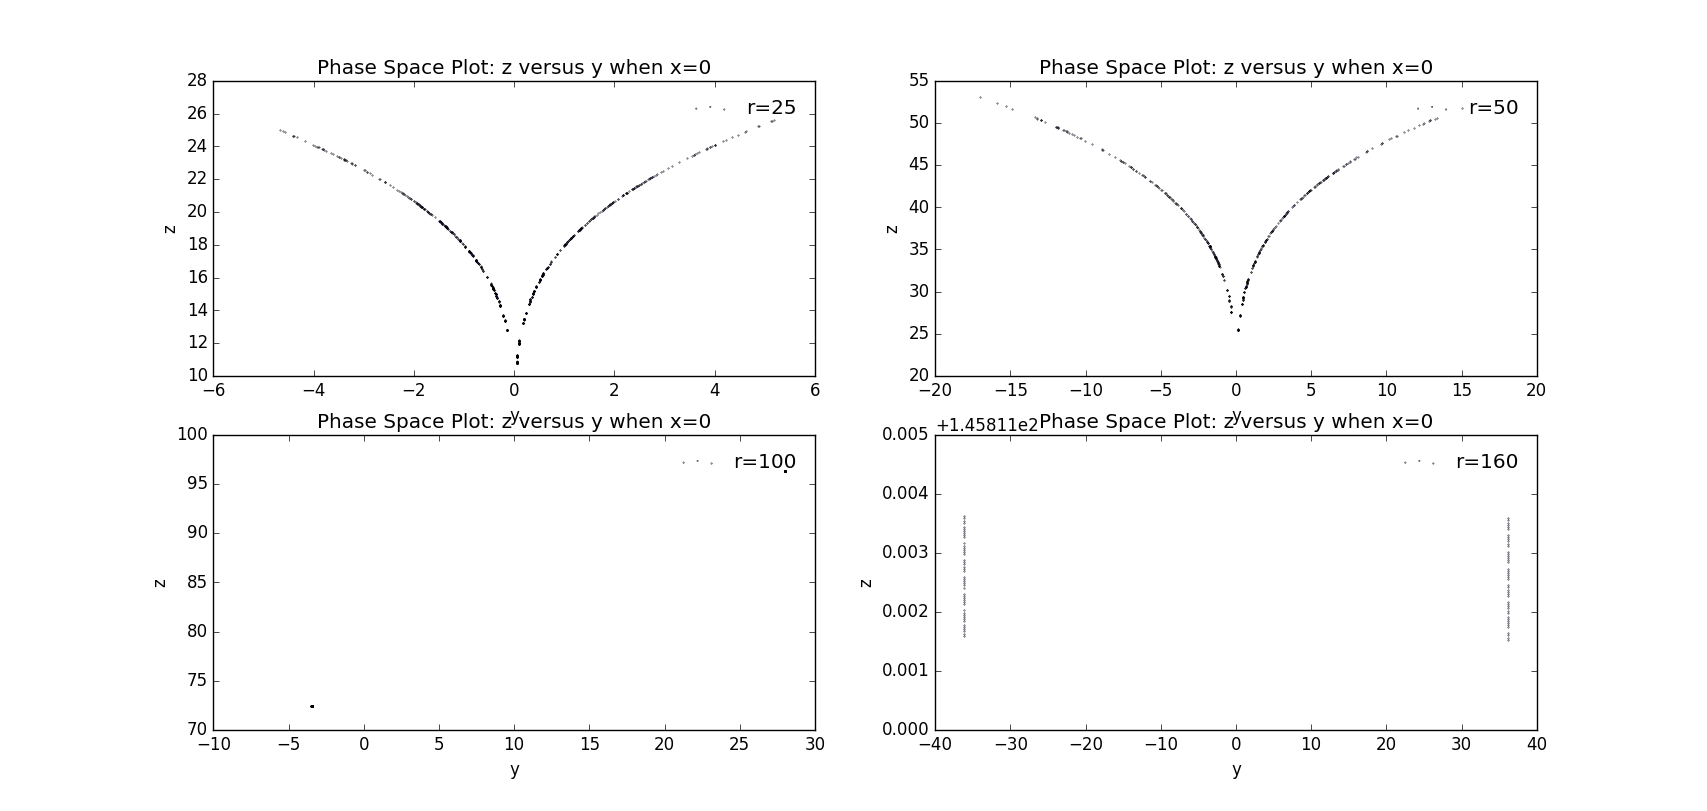 Phase Space Plot: z versus y when x=0
28
26
24
22
20
18
16
14
12
10
z
r=25
−6 −4 −2 0 2 4 6
y
Phase Space Plot: z versus y when x=0
55
50
45
40
35
30
25
20
z
r=50
−20 −15 −10 −5 0 5 10 15 20
y
Phase Space Plot: z versus y when x=0
100
95
90
85
80
75
70
z
r=100
−10 −5 0 5 10 15 20 25 30
y
+1.45811e2 Phase Space Plot: z versus y when x=0
0.005
0.004
0.003
0.002
0.001
0.000
z
r=160
−40 −30 −20 −10 0 10 20 30 40
y